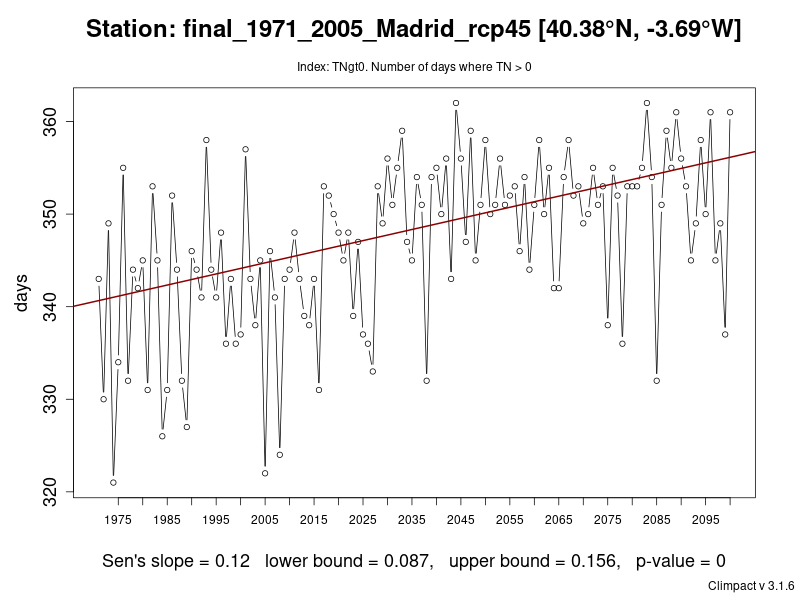 Station: final_1971_2005_Madrid_rcp45 [40.38°N, -3.69°W]
Index: TNgt0. Number of days where TN > 0
360
350
340
330
320
days
1975 1985 1995 2005 2015 2025 2035 2045 2055 2065 2075 2085 2095
Sen's slope = 0.12 lower bound = 0.087, upper bound = 0.156, p-value = 0
Climpact v 3.1.6